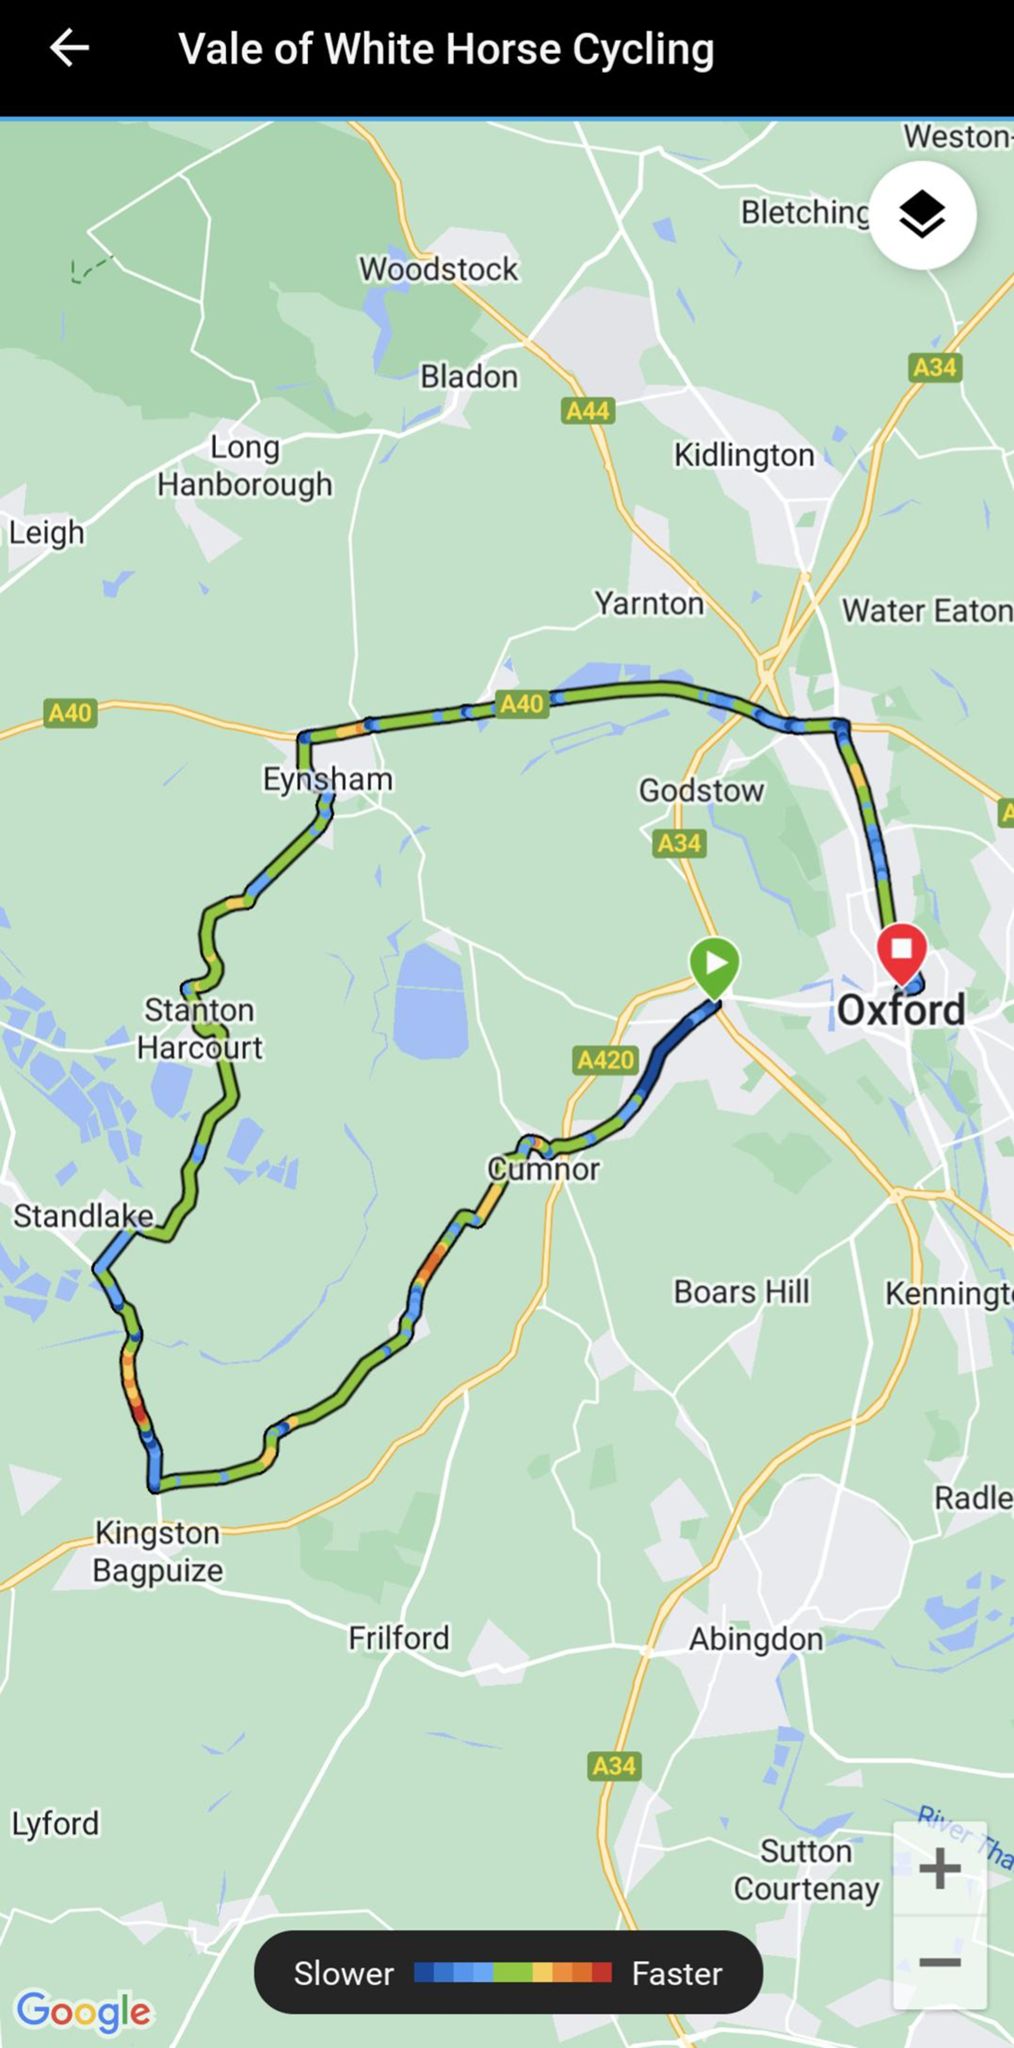 Vale of White Horse Cycling
Weston-
Bletching
Woodstock
Bladon
A34
A44
Long
Hanborough
Kidlington
Leigh
Yarnton
Water Eaton
A40
A40
Eynsham
Godstow
A
A34
Stanton
Harcourt
Oxford
A420
Cumnor
Standlake
Boars Hill
Kenningt
Radle
Kingston
Bagpuize
Frilford
Abingdon
A34
Lyford
River Tha
Sutton
Courtenay
Slower
Faster
Google